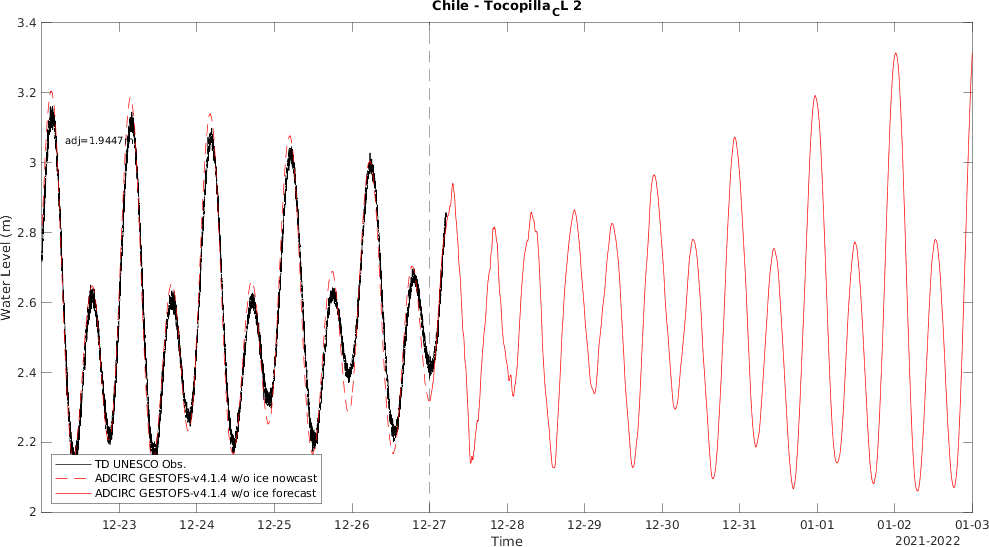 Chile - Tocopilla_CL 2
3.4
3.2
3
2.8
2.6
2.4
2.2
2
Water Level (m)
adj=1.9447m
TD UNESCO Obs.
ADCIRC GESTOFS-v4.1.4 w/o ice nowcast
ADCIRC GESTOFS-v4.1.4 w/o ice forecast
12-23 12-24 12-25 12-26 12-27 12-28 12-29 12-30 12-31 01-01 01-02 01-03
Time
2021-2022